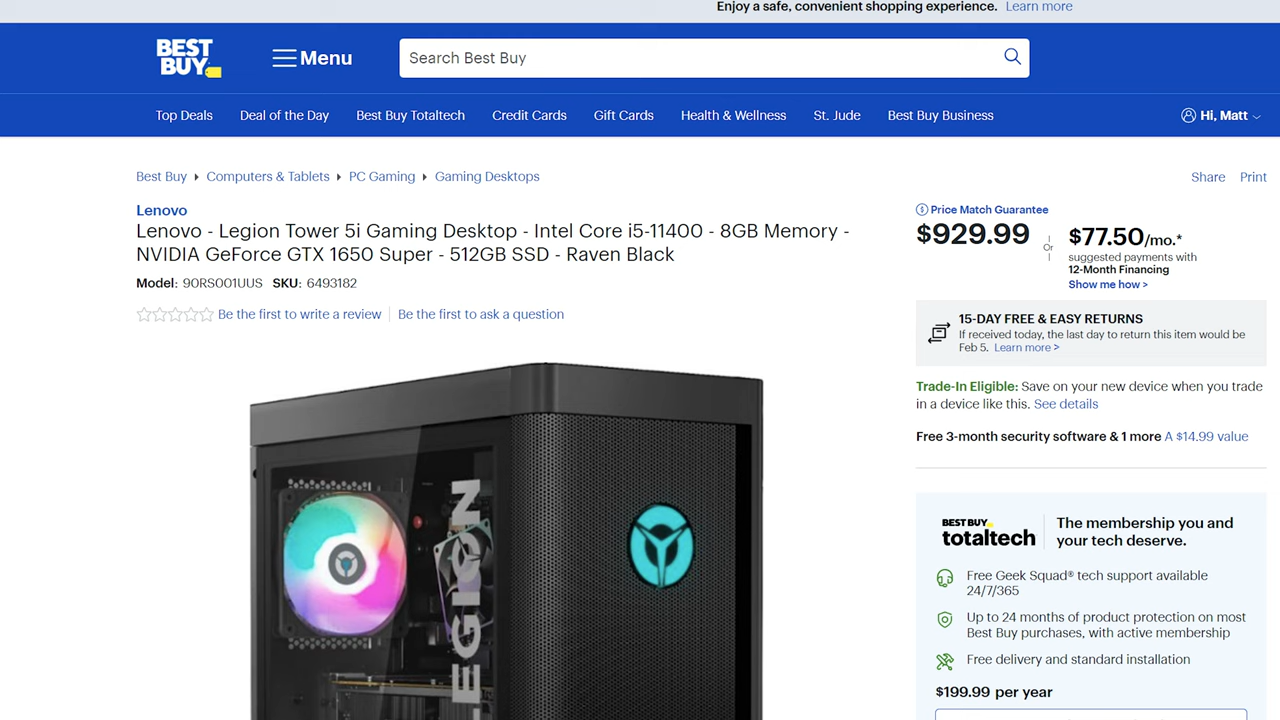 Enjoy a safe, convenient shopping experience. Learn more
BEST
BUY
Menu
Search Best Buy
Top Deals Deal of the Day Best Buy Totaltech Credit Cards Gift Cards Health & Wellness St. Jude Best Buy Business Hi, Matt
Best Buy Computers & Tablets PC Gaming Gaming Desktops
Share Print
Lenovo
Lenovo - Legion Tower 5i Gaming Desktop - Intel Core i5-11400 - 8GB Memory -
NVIDIA GeForce GTX 1650 Super - 512GB SSD - Raven Black
Model: 90RS001UUS SKU: 6493182
Be the first to write a review Be the first to ask a question
LEGION
Price Match Guarantee
$929.99
Or
$77.50/mo.*
suggested payments with
12-Month Financing
Show me how >
15-DAY FREE & EASY RETURNS
If received today, the last day to return this item would be
Feb 5. Learn more >
Trade-In Eligible: Save on your new device when you trade
in a device like this. See details
Free 3-month security software & 1 more A $14.99 value
BEST BUY
totaltech
The membership you and
your tech deserve.
Free Geek Squad® tech support available
24/7/365
Up to 24 months of product protection on most
Best Buy purchases, with active membership
Free delivery and standard installation
$199.99 per year